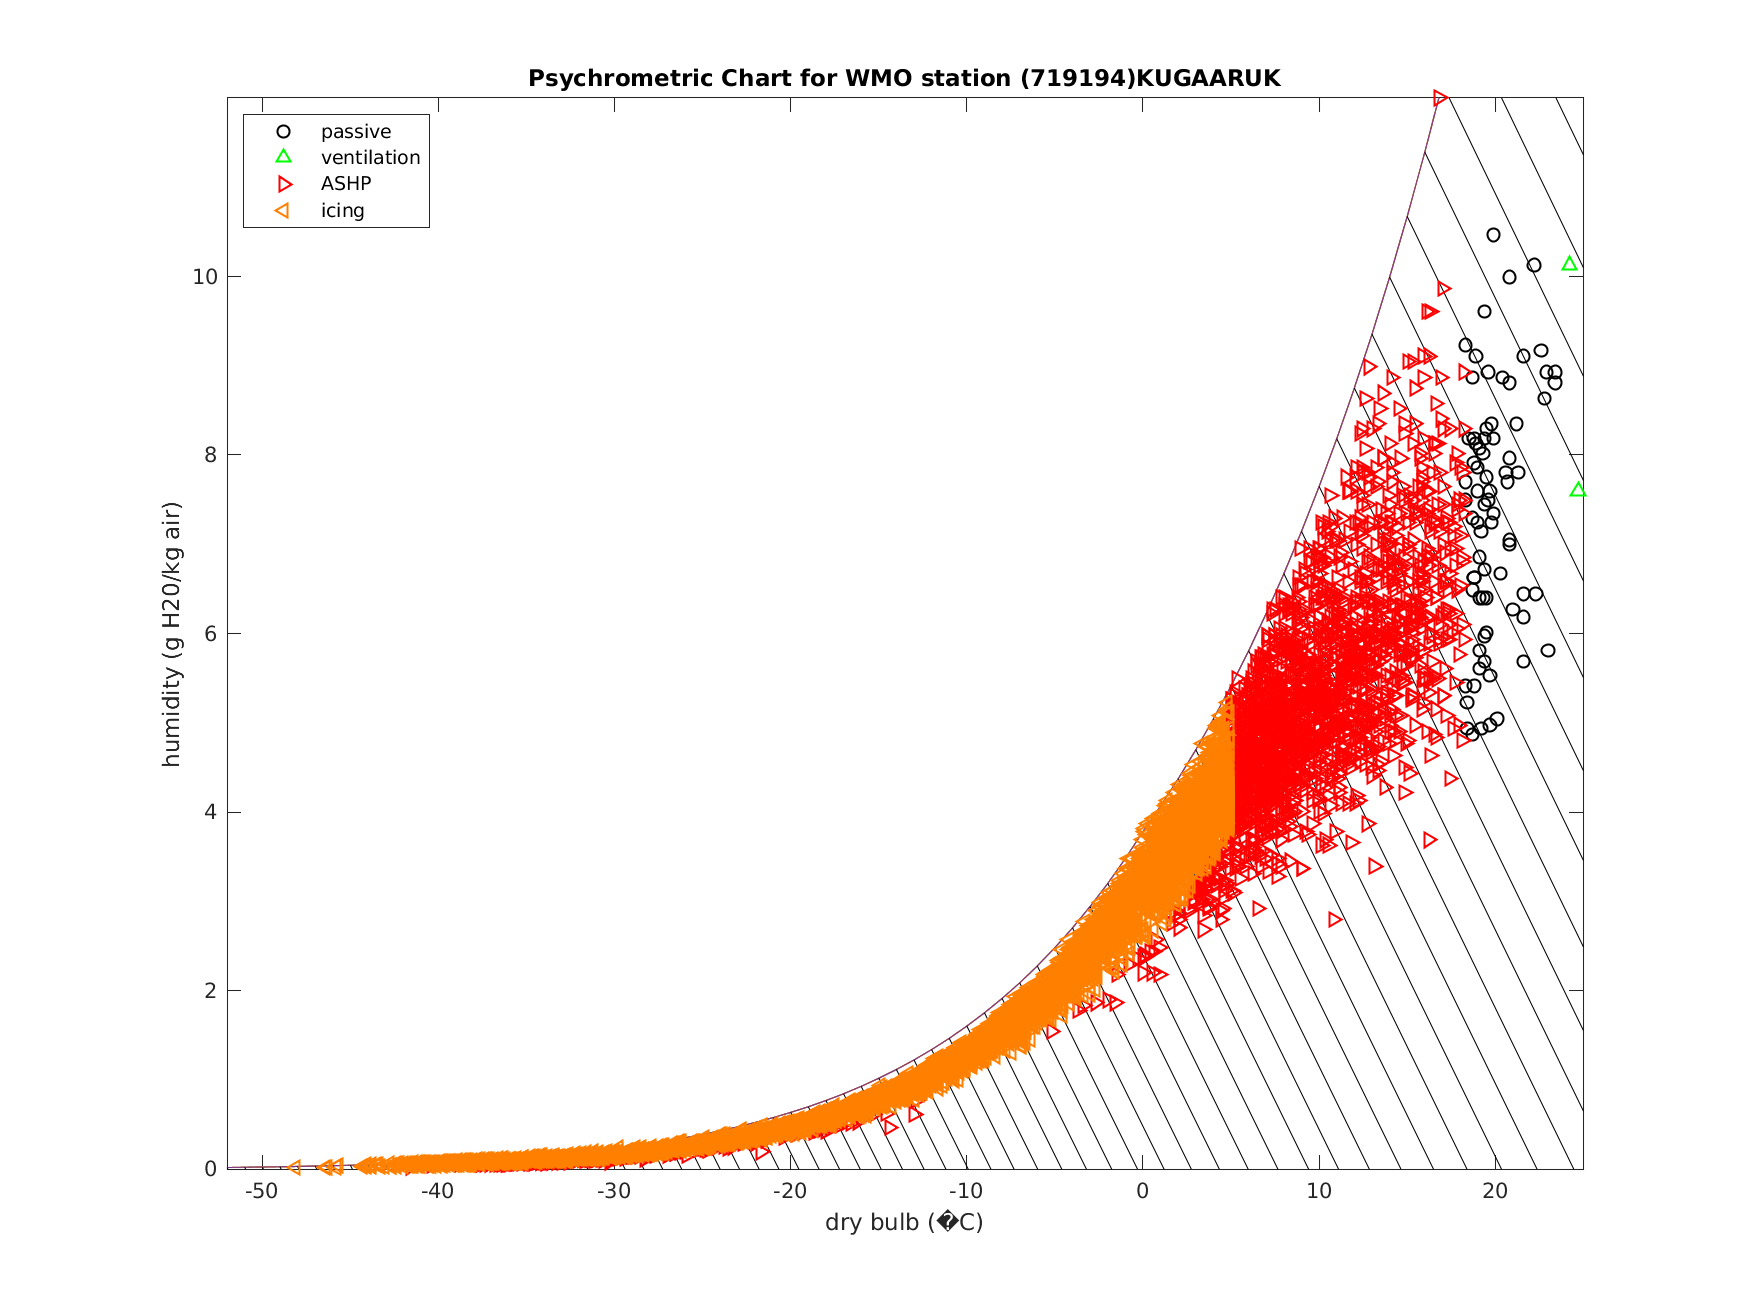 Psychrometric Chart for WMO station (719194)KUGAARUK
passive
ventilation
ASHP
icing
humidity (g H20/kg air)
10
8
6
4
2
0
-50 -40 -30 -20 -10 0 10 20
dry bulb (�C)